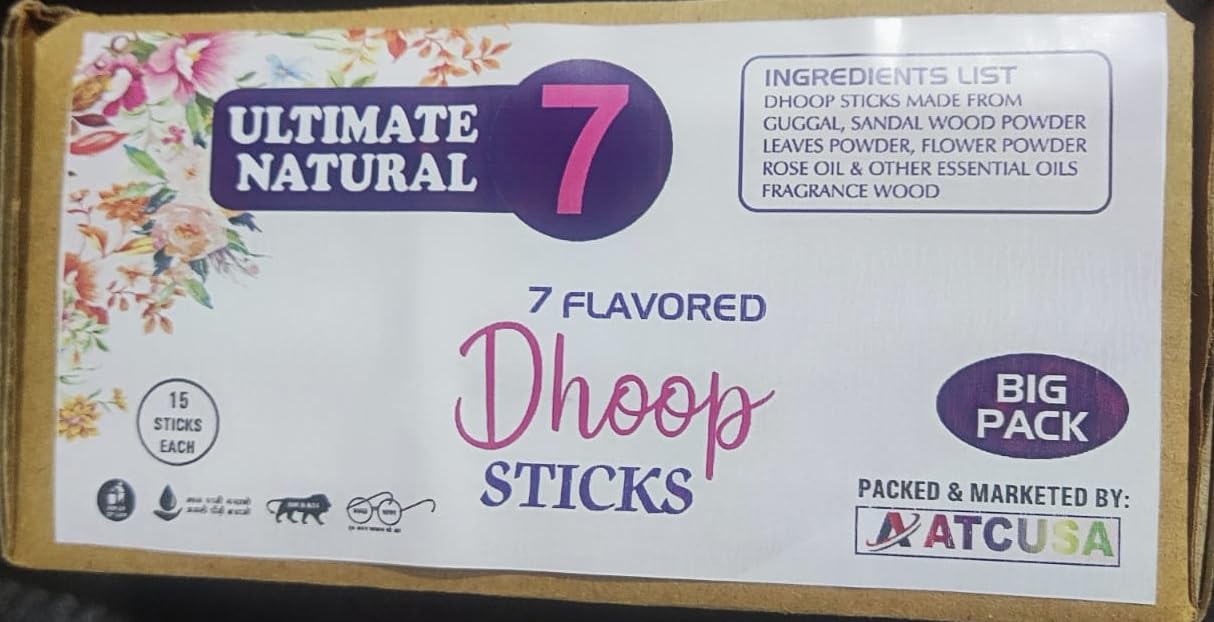 ULTIMATE
NATURAL
7
INGREDIENTS LIST
DHOOP STICKS MADE FROM
GUGGAL, SANDAL WOOD POWDER
LEAVES POWDER, FLOWER POWDER
ROSE OIL & OTHER ESSENTIAL OILS
FRAGRANCE WOOD
7 FLAVORED
Dhoop
STICKS
15
STICKS
EACH
BIG
PACK
PACKED & MARKETED BY:
ATCUSA